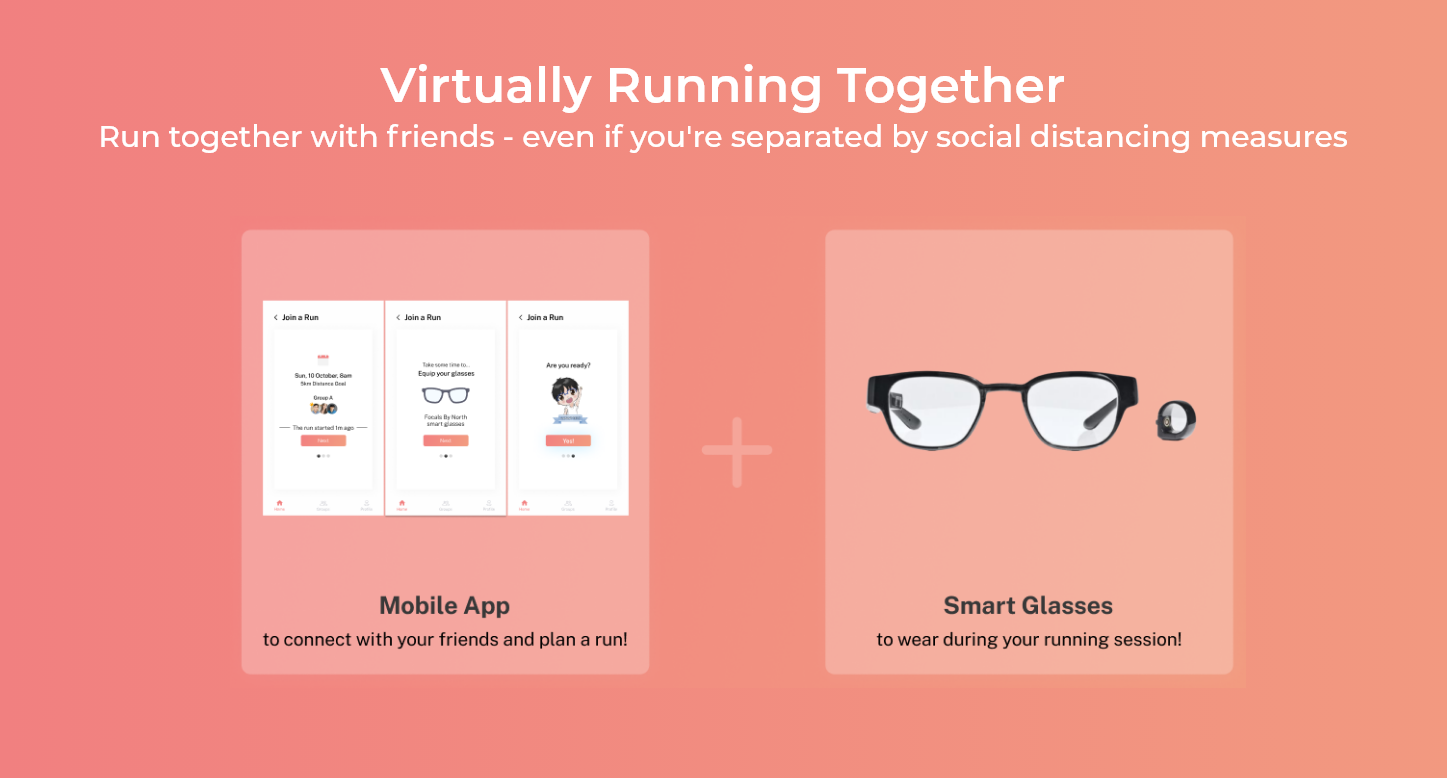 Virtually Running Together
Run together with friends - even if you're separated by social distancing measures
Join a Run
Sun, 10 October, 8am
5km Distance Goal
Group A
The run started 1m ago
Next
Home
Groups
Profile
Join a Run
Take some time to...
Equip your glasses
Focals By North
smart glasses
Next
Home
Groups
Profile
Join a Run
Are you ready?
Yes!
Home
Groups
Profile
Mobile App
to connect with your friends and plan a run!
Smart Glasses
to wear during your running session!